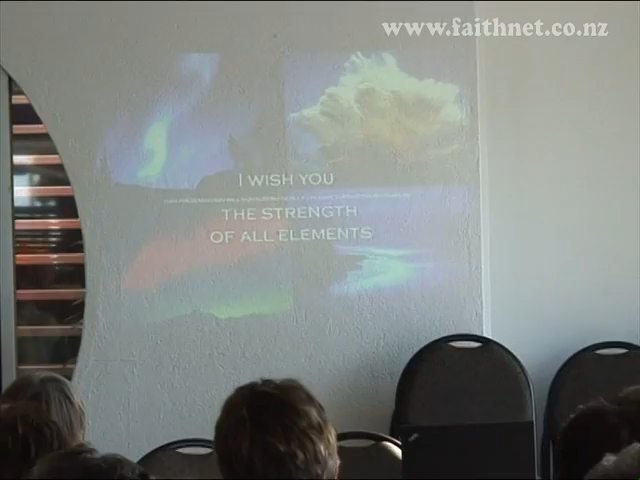 www.faithnet.co.nz
I WISH YOU
THE STRENGTH
OF ALL ELEMENTS